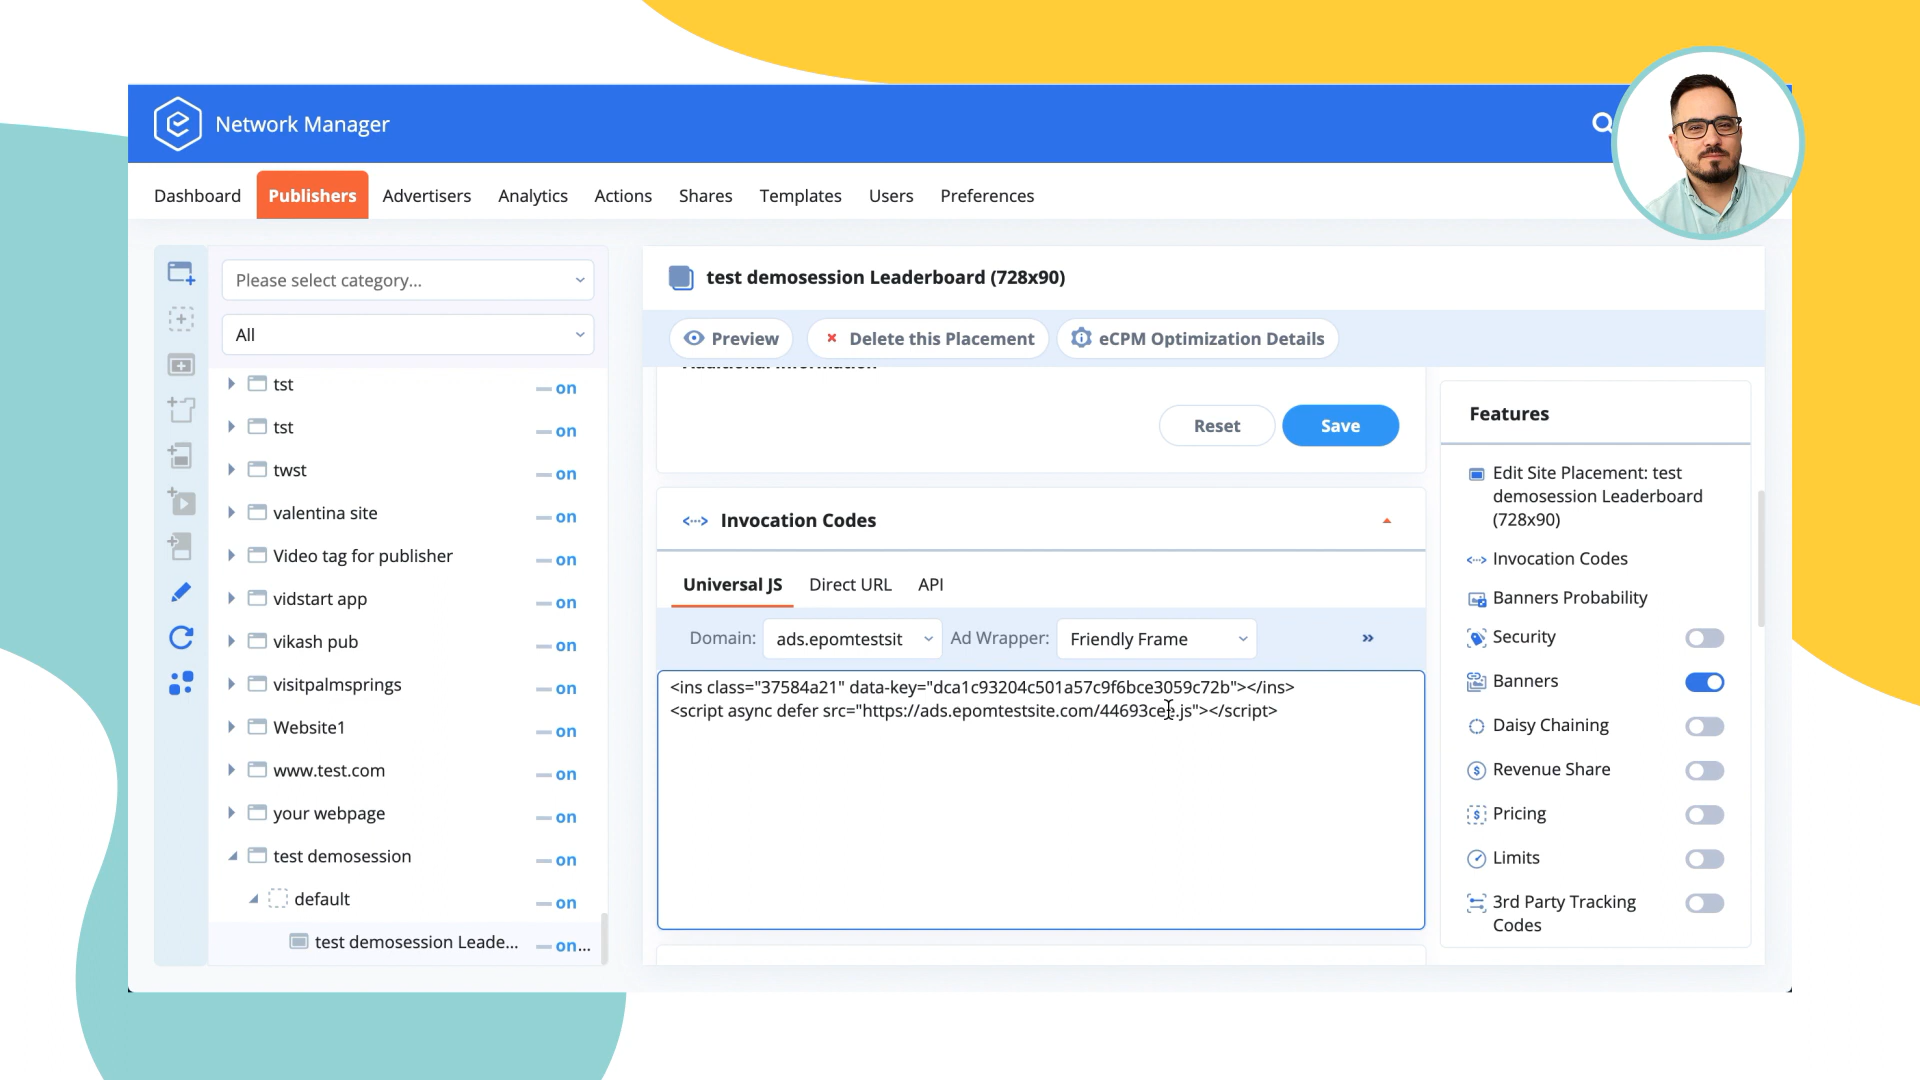 Network Manager
Dashboard Publishers Advertisers Analytics Actions Shares Templates Users Preferences
Please select category...
All
tst on
tst on
twst on
valentina site on
Video tag for publisher on
vidstart app on
vikash pub on
visitpalmsprings on
Website1 on
www.test.com on
your webpage on
test demosession on
default on
test demosession Leade... on...
test demosession Leaderboard (728x90)
Preview Delete this Placement eCPM Optimization Details
Additional Information
Reset Save
Invocation Codes
Universal JS Direct URL API
Domain: ads.epomtestsit Ad Wrapper: Friendly Frame »
<ins class="37584a21" data-key="dca1c93204c501a57c9f6bce3059c72b"></ins>
<script async defer src="https://ads.epomtestsite.com/44693cee.js"></script>
Features
Edit Site Placement: test
demosession Leaderboard
(728x90)
Invocation Codes
Banners Probability
Security
Banners
Daisy Chaining
Revenue Share
Pricing
Limits
3rd Party Tracking
Codes